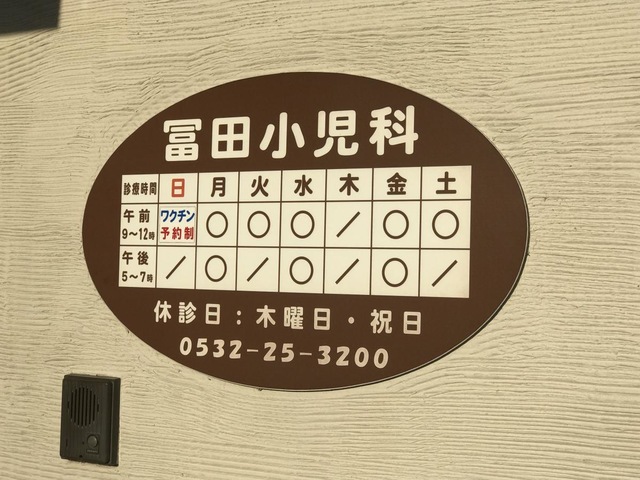 冨田小児科
診療時間 日 月 火 水 木 金 土
午前 9〜12時 ワクチン予約制 ○ ○ ○ ／ ○ ○
午後 5〜7時 ／ ○ ／ ○ ／ ○ ／
休診日：木曜日・祝日
0532-25-3200